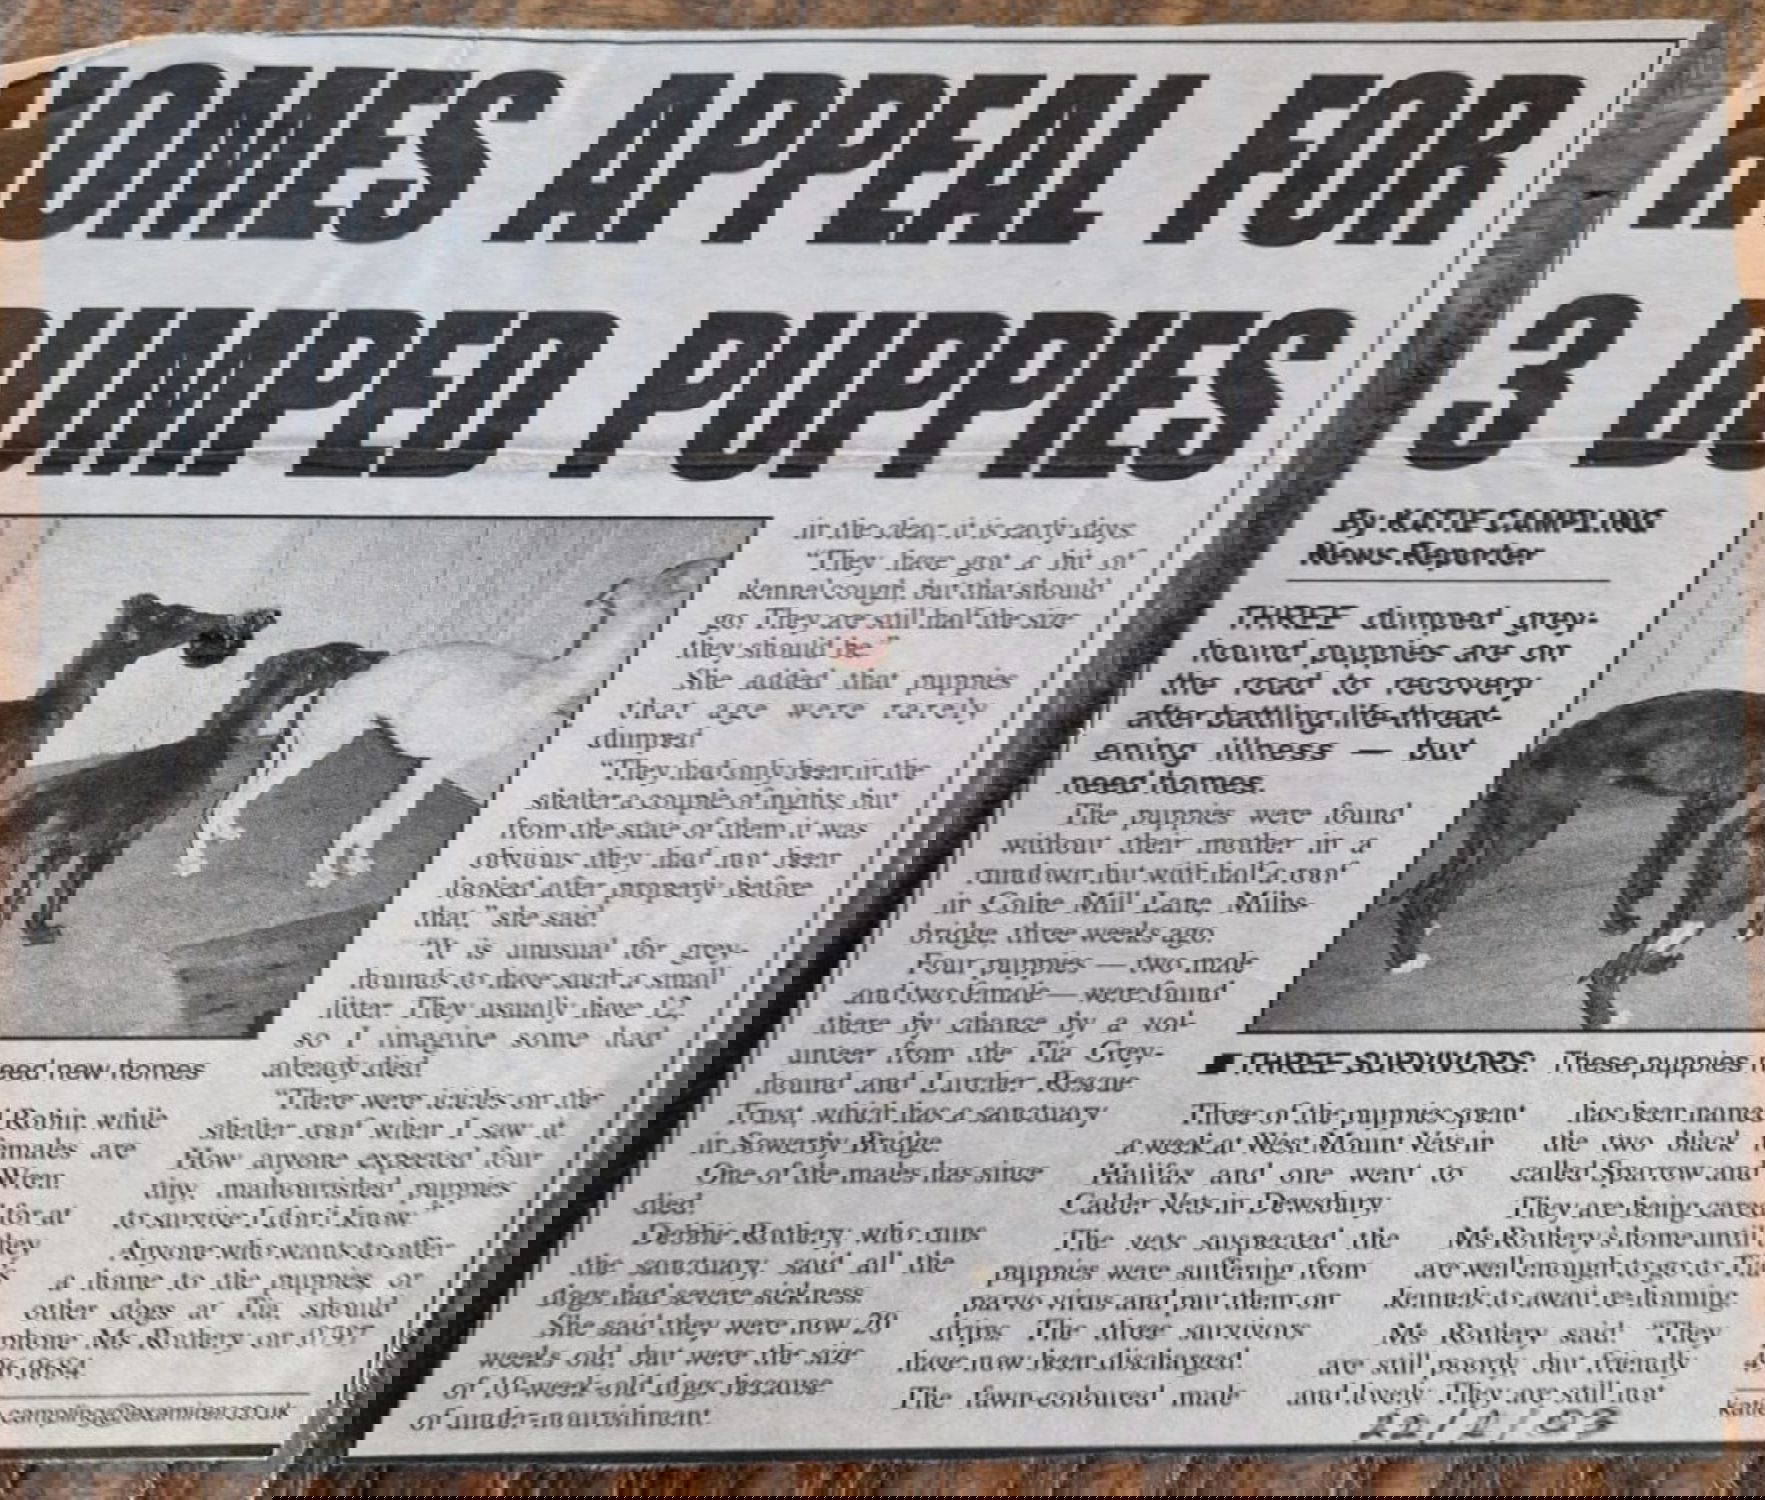 HOMES APPEAL FOR
3 DUMPED PUPPIES
By KATIE CAMPLING
News Reporter
THREE dumped grey-
hound puppies are on
the road to recovery
after battling life-threat-
ening illness — but
need homes.
The puppies were found
without their mother in a
rundown hut with half a roof
in Colne Mill Lane, Milns-
bridge, three weeks ago.
Four puppies — two male
and two female — were found
there by chance by a vol-
unteer from the Tia Grey-
hound and Lurcher Rescue
Trust, which has a sanctuary
in Sowerby Bridge.
One of the males has since
died.
Debbie Rothery, who runs
the sanctuary, said all the
dogs had severe sickness.
She said they were now 20
weeks old, but were the size
of 10-week-old dogs because
of under-nourishment.
■ THREE SURVIVORS: These puppies need new homes
Three of the puppies spent
a week at West Mount Vets in
Halifax and one went to
Calder Vets in Dewsbury.
The vets suspected the
puppies were suffering from
parvo virus and put them on
drips. The three survivors
have now been discharged.
The fawn-coloured male
has been named Robin, while
the two black females are
called Sparrow and Wren.
They are being cared for at
Ms Rothery's home until they
are well enough to go to Tia's
kennels to await re-homing.
Ms Rothery said: "They
are still poorly, but friendly
and lovely. They are still not
in the clear, it is early days.
"They have got a bit of
kennel cough, but that should
go. They are still half the size
they should be."
She added that puppies
that age were rarely
dumped.
"They had only been in the
shelter a couple of nights, but
from the state of them it was
obvious they had not been
looked after properly before
that," she said.
"It is unusual for grey-
hounds to have such a small
litter. They usually have 12,
so I imagine some had
already died.
"There were icicles on the
shelter roof when I saw it.
How anyone expected four
tiny, malnourished puppies
to survive I don't know."
Anyone who wants to offer
a home to the puppies, or
other dogs at Tia, should
phone Ms Rothery on 0797
0684.
katie.campling@examiner.co.uk
22/1/03